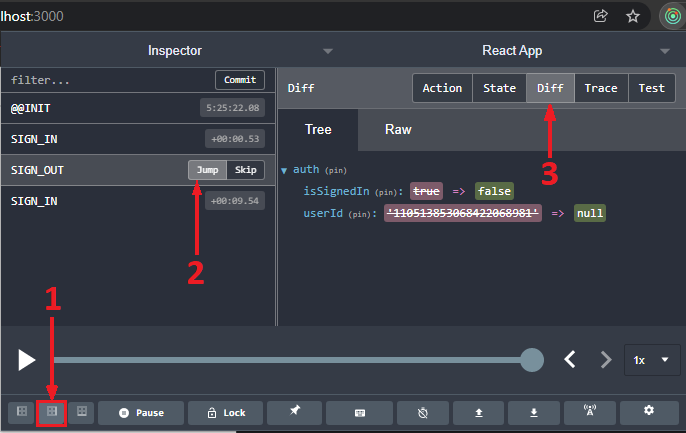 lhost:3000
Inspector
React App
filter...
Commit
Diff
Action
State
Diff
Trace
Test
@@INIT
5:25:22.08
Tree
Raw
SIGN_IN
+00:00.53
SIGN_OUT
Jump
Skip
auth (pin)
3
isSignedIn (pin): true => false
SIGN_IN
+00:09.54
userId (pin): '110513853068422068981' => null
2
1
1x
Pause
Lock